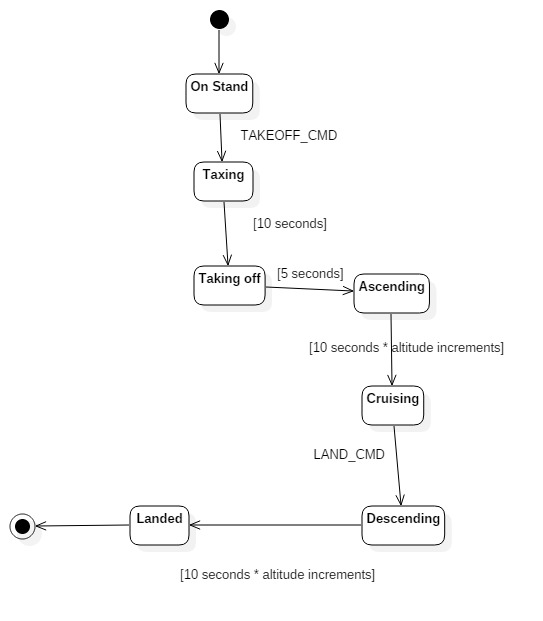 On Stand
TAKEOFF_CMD
Taxing
[10 seconds]
Taking off
[5 seconds]
Ascending
[10 seconds * altitude increments]
Cruising
LAND_CMD
Descending
Landed
[10 seconds * altitude increments]